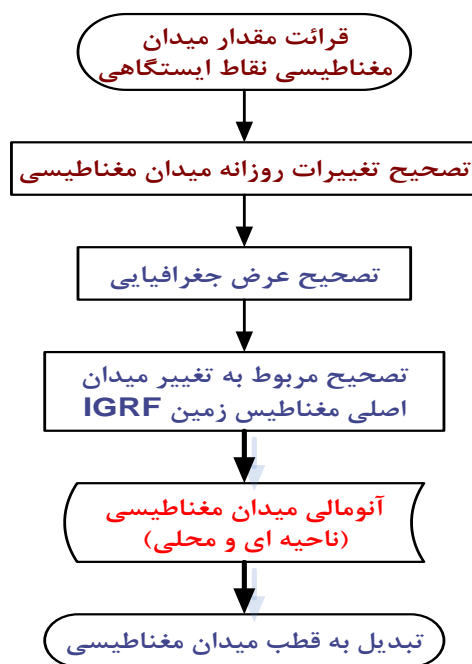 قرائت مقدار میدان
مغناطیسی نقاط ایستگاهی
تصحیح تغییرات روزانه میدان مغناطیسی
تصحیح عرض جغرافیایی
تصحیح مربوط به تغییر میدان
اصلی مغناطیس زمین IGRF
آنومالی میدان مغناطیسی
(ناحیه ای و محلی)
تبدیل به قطب میدان مغناطیسی